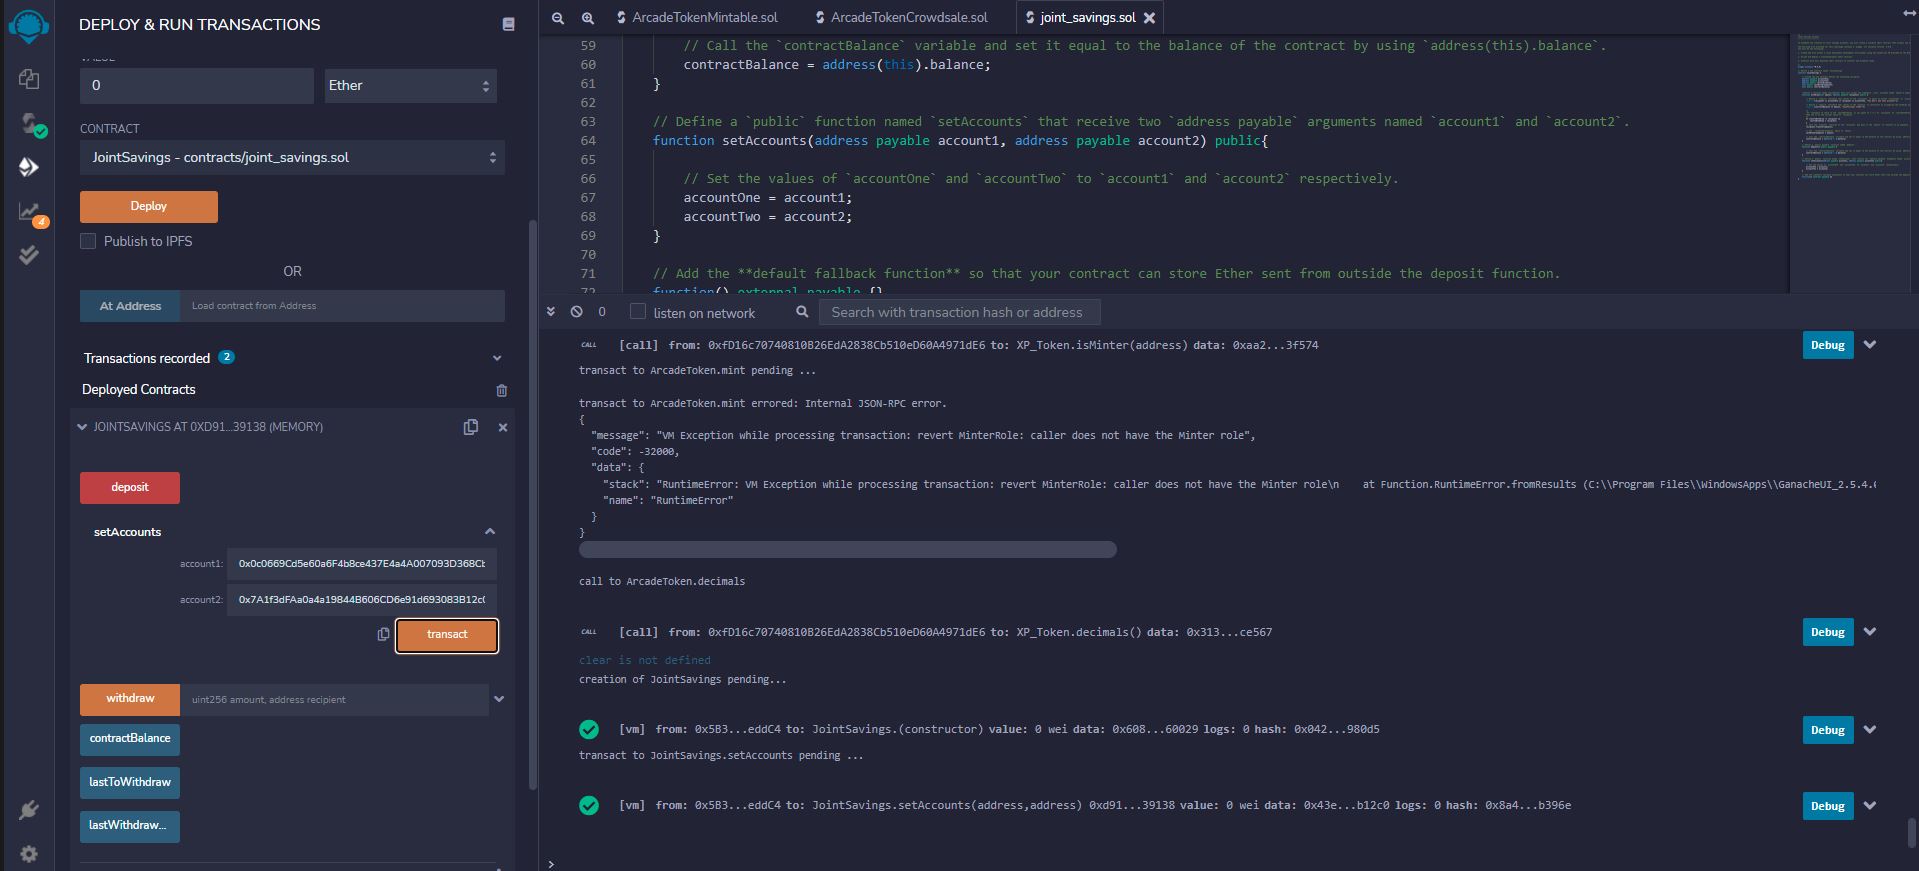 DEPLOY & RUN TRANSACTIONS
VALUE
0
Ether
CONTRACT
JointSavings - contracts/joint_savings.sol
Deploy
Publish to IPFS
OR
At Address
Load contract from Address
Transactions recorded 2
Deployed Contracts
JOINTSAVINGS AT 0XD91...39138 (MEMORY)
deposit
setAccounts
account1: 0x0c0669Cd5e60a6F4b8ce437E4a4A007093D368Cb
account2: 0x7A1f3dFAa0a4a19844B606CD6e91d693083B12c0
transact
withdraw
uint256 amount, address recipient
contractBalance
lastToWithdraw
lastWithdraw...
4
ArcadeTokenMintable.sol
ArcadeTokenCrowdsale.sol
joint_savings.sol
59 // Call the `contractBalance` variable and set it equal to the balance of the contract by using `address(this).balance`.
60 contractBalance = address(this).balance;
61 }
62
63 // Define a `public` function named `setAccounts` that receive two `address payable` arguments named `account1` and `account2`.
64 function setAccounts(address payable account1, address payable account2) public{
65
66 // Set the values of `accountOne` and `accountTwo` to `account1` and `account2` respectively.
67 accountOne = account1;
68 accountTwo = account2;
69 }
70
71 // Add the **default fallback function** so that your contract can store Ether sent from outside the deposit function.
72 function() external payable {}
0
listen on network
Search with transaction hash or address
CALL [call] from: 0xfD16c70740810B26EdA2838Cb510eD60A4971dE6 to: XP_Token.isMinter(address) data: 0xaa2...3f574
Debug
transact to ArcadeToken.mint pending ...
transact to ArcadeToken.mint errored: Internal JSON-RPC error.
{
"message": "VM Exception while processing transaction: revert MinterRole: caller does not have the Minter role",
"code": -32000,
"data": {
"stack": "RuntimeError: VM Exception while processing transaction: revert MinterRole: caller does not have the Minter role\n at Function.RuntimeError.fromResults (C:\\Program Files\\WindowsApps\\GanacheUI_2.5.4.0
"name": "RuntimeError"
}
}
call to ArcadeToken.decimals
CALL [call] from: 0xfD16c70740810B26EdA2838Cb510eD60A4971dE6 to: XP_Token.decimals() data: 0x313...ce567
Debug
clear is not defined
creation of JointSavings pending...
[vm] from: 0x5B3...eddC4 to: JointSavings.(constructor) value: 0 wei data: 0x608...60029 logs: 0 hash: 0x042...980d5
Debug
transact to JointSavings.setAccounts pending ...
[vm] from: 0x5B3...eddC4 to: JointSavings.setAccounts(address,address) 0xd91...39138 value: 0 wei data: 0x43e...b12c0 logs: 0 hash: 0x8a4...b396e
Debug
>